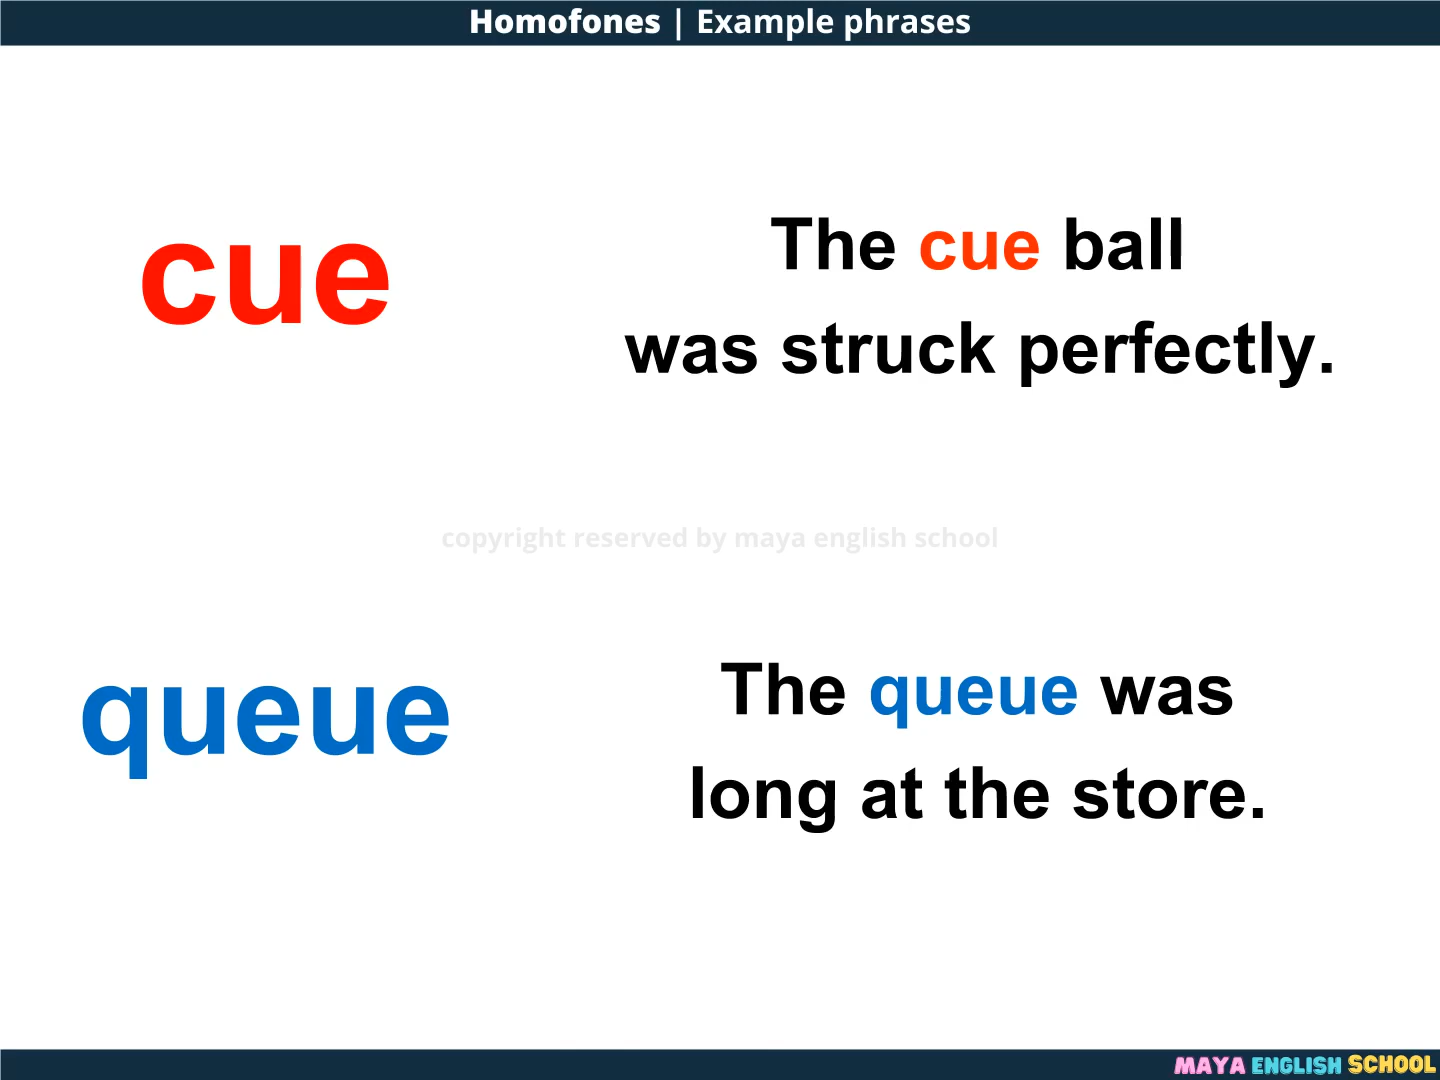 Homofones | Example phrases
cue
The cue ball
was struck perfectly.
copyright reserved by maya english school
queue
The queue was
long at the store.
MAYA ENGLISH SCHOOL